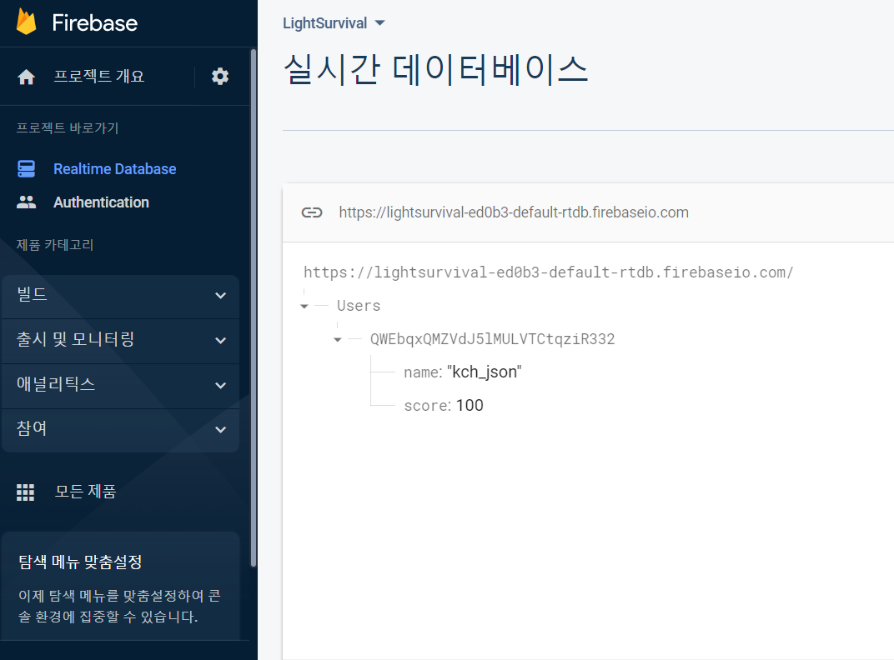 Firebase
프로젝트 개요
프로젝트 바로가기
Realtime Database
Authentication
제품 카테고리
빌드
출시 및 모니터링
애널리틱스
참여
모든 제품
탐색 메뉴 맞춤설정
이제 탐색 메뉴를 맞춤설정하여 콘
솔 환경에 집중할 수 있습니다.
LightSurvival
실시간 데이터베이스
https://lightsurvival-ed0b3-default-rtdb.firebaseio.com
https://lightsurvival-ed0b3-default-rtdb.firebaseio.com/
Users
QWEbqxQMZVdJ5lMULVTCtqziR332
name: "kch_json"
score: 100